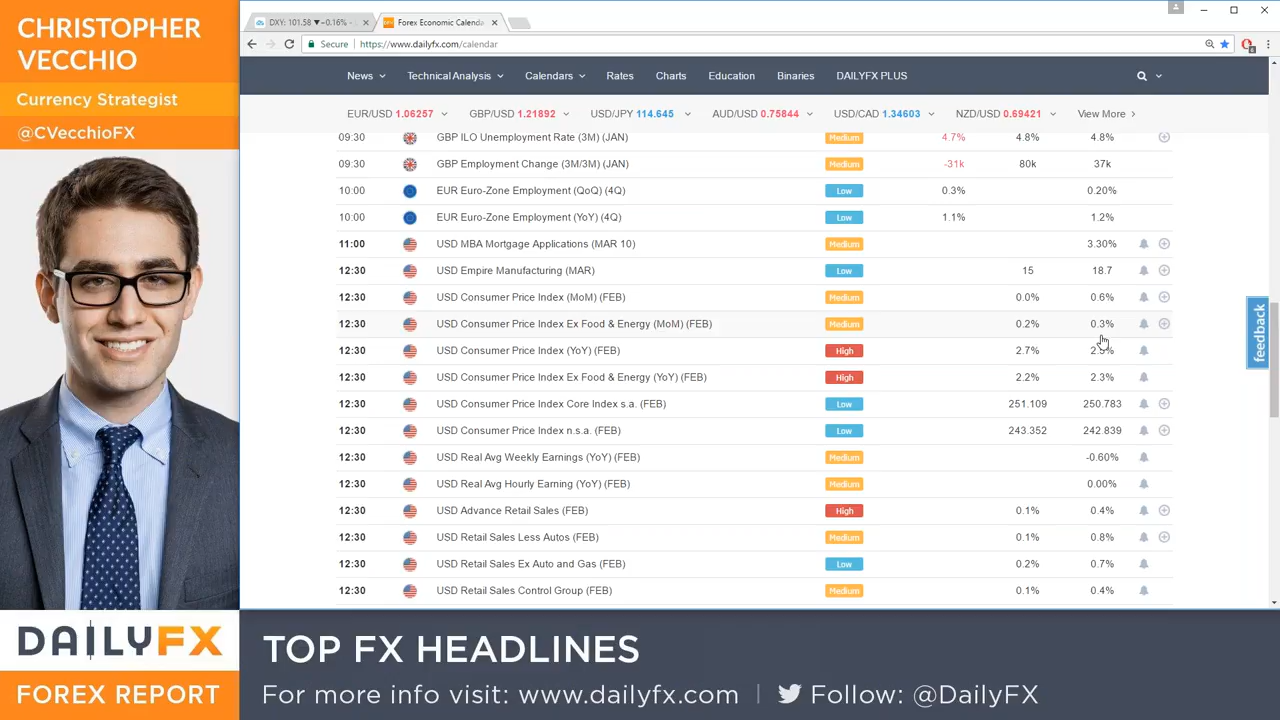 CHRISTOPHER
VECCHIO
Currency Strategist
@CVecchioFX
DXY: 101.58 ▼−0.16% -
Forex Economic Calenda
Secure https://www.dailyfx.com/calendar
News Technical Analysis Calendars Rates Charts Education Binaries DAILYFX PLUS
EUR/USD 1.06257 GBP/USD 1.21892 USD/JPY 114.645 AUD/USD 0.75844 USD/CAD 1.34603 NZD/USD 0.69421 View More
09:30 GBP ILO Unemployment Rate (3M) (JAN) Medium 4.7% 4.8% 4.8%
09:30 GBP Employment Change (3M/3M) (JAN) Medium -31k 80k 37k
10:00 EUR Euro-Zone Employment (QoQ) (4Q) Low 0.3% 0.20%
10:00 EUR Euro-Zone Employment (YoY) (4Q) Low 1.1% 1.2%
11:00 USD MBA Mortgage Applications (MAR 10) Medium 3.30%
12:30 USD Empire Manufacturing (MAR) Low 15 18.7
12:30 USD Consumer Price Index (MoM) (FEB) Medium 0.0% 0.6%
12:30 USD Consumer Price Index Ex Food & Energy (MoM) (FEB) Medium 0.2% 0.3%
12:30 USD Consumer Price Index (YoY) (FEB) High 2.7%
12:30 USD Consumer Price Index Ex Food & Energy (YoY) (FEB) High 2.2% 2.3%
12:30 USD Consumer Price Index Core Index s.a. (FEB) Low 251.109 250.783
12:30 USD Consumer Price Index n.s.a. (FEB) Low 243.352 242.839
12:30 USD Real Avg Weekly Earnings (YoY) (FEB) Medium -0.60%
12:30 USD Real Avg Hourly Earning (YoY) (FEB) Medium 0.00%
12:30 USD Advance Retail Sales (FEB) High 0.1% 0.4%
12:30 USD Retail Sales Less Autos (FEB) Medium 0.1% 0.8%
12:30 USD Retail Sales Ex Auto and Gas (FEB) Low 0.2% 0.7%
12:30 USD Retail Sales Control Group (FEB) Medium 0.1% 0.4%
feedback
DAILYFX
FOREX REPORT
TOP FX HEADLINES
For more info visit: www.dailyfx.com | Follow: @DailyFX